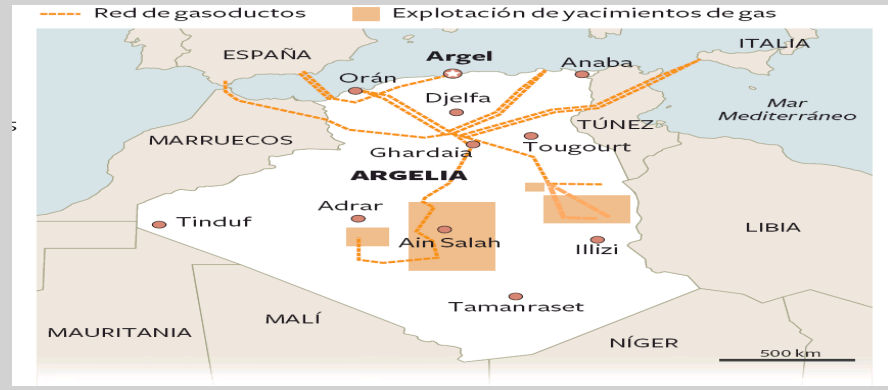 Red de gasoductos
Explotación de yacimientos de gas
ITALIA
ESPAÑA
Argel
Anaba
Orán
Djelfa
Mar
Mediterráneo
TÚNEZ
MARRUECOS
Ghardaia
Tougourt
ARGELIA
Adrar
Tinduf
Ain Salah
Illizi
LIBIA
Tamanraset
MALÍ
MAURITANIA
NÍGER
500 km